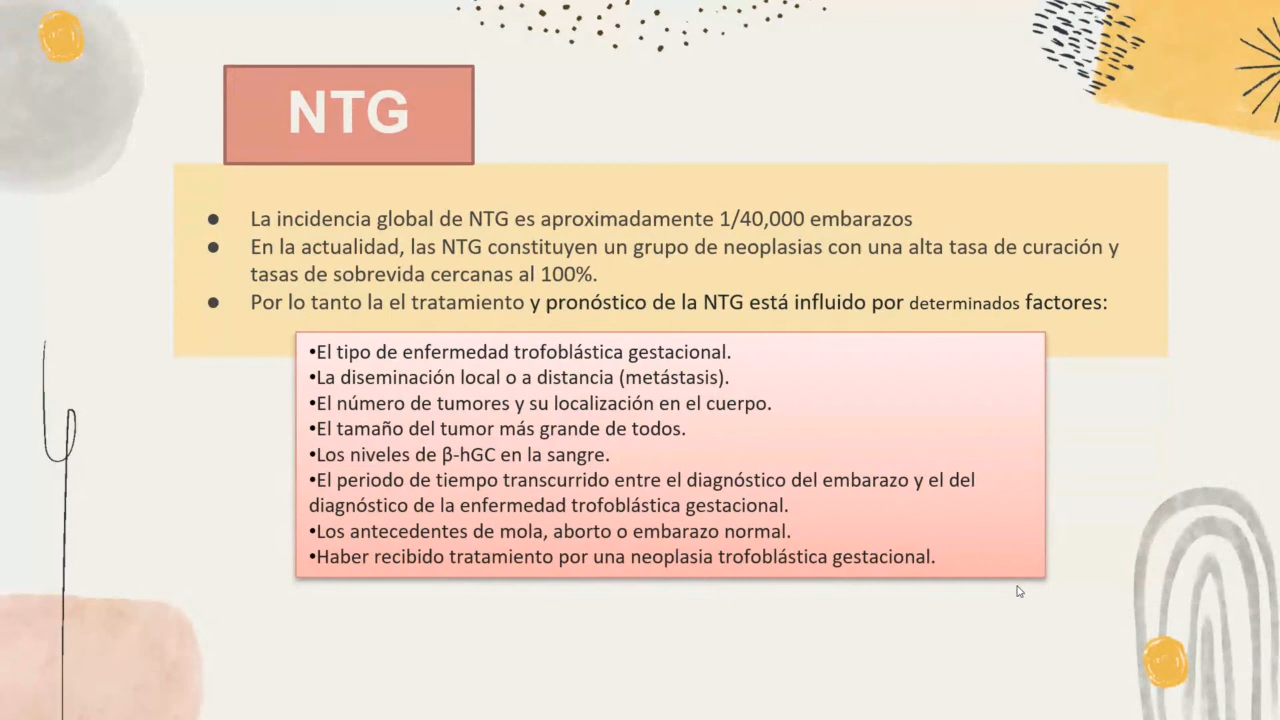 NTG
● La incidencia global de NTG es aproximadamente 1/40,000 embarazos
● En la actualidad, las NTG constituyen un grupo de neoplasias con una alta tasa de curación y
tasas de sobrevida cercanas al 100%.
● Por lo tanto la el tratamiento y pronóstico de la NTG está influido por determinados factores:
•El tipo de enfermedad trofoblástica gestacional.
•La diseminación local o a distancia (metástasis).
•El número de tumores y su localización en el cuerpo.
•El tamaño del tumor más grande de todos.
•Los niveles de β-hGC en la sangre.
•El periodo de tiempo transcurrido entre el diagnóstico del embarazo y el del
diagnóstico de la enfermedad trofoblástica gestacional.
•Los antecedentes de mola, aborto o embarazo normal.
•Haber recibido tratamiento por una neoplasia trofoblástica gestacional.